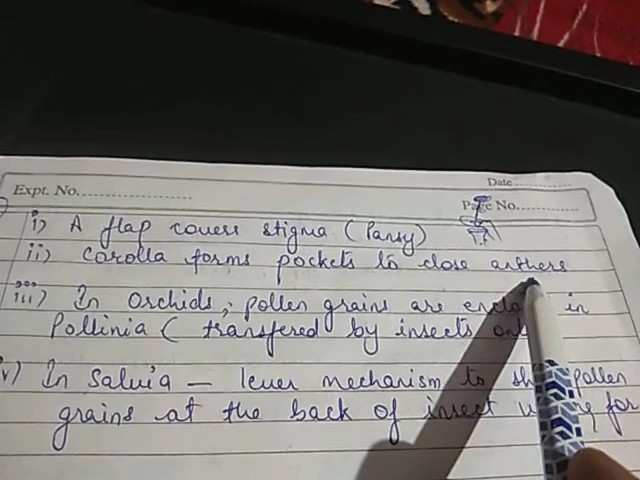 Date
Expt. No.
Page No.
i) A flap covers stigma (Pansy)
ii) Corolla forms pockets to close anthers
iii) In Orchids, pollen grains are in
Pollinia (transfered by insects
iv) In Salvia – lever mechanism to pollen
grains at the back of insect for